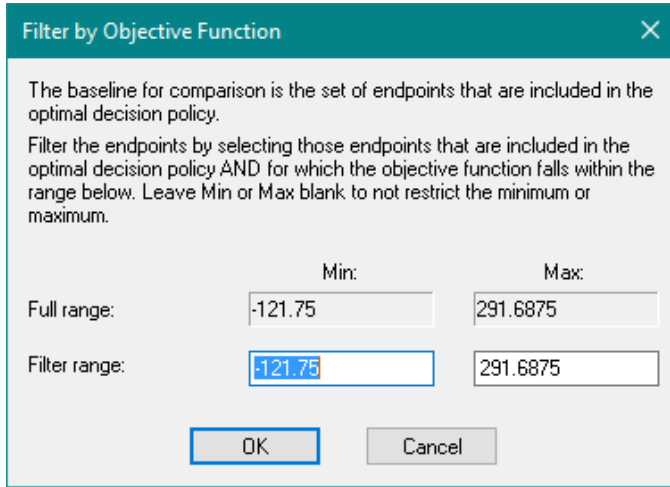 Filter by Objective Function
The baseline for comparison is the set of endpoints that are included in the
optimal decision policy.
Filter the endpoints by selecting those endpoints that are included in the
optimal decision policy AND for which the objective function falls within the
range below. Leave Min or Max blank to not restrict the minimum or
maximum.
Min: Max:
Full range: -121.75 291.6875
Filter range: -121.75 291.6875
OK Cancel